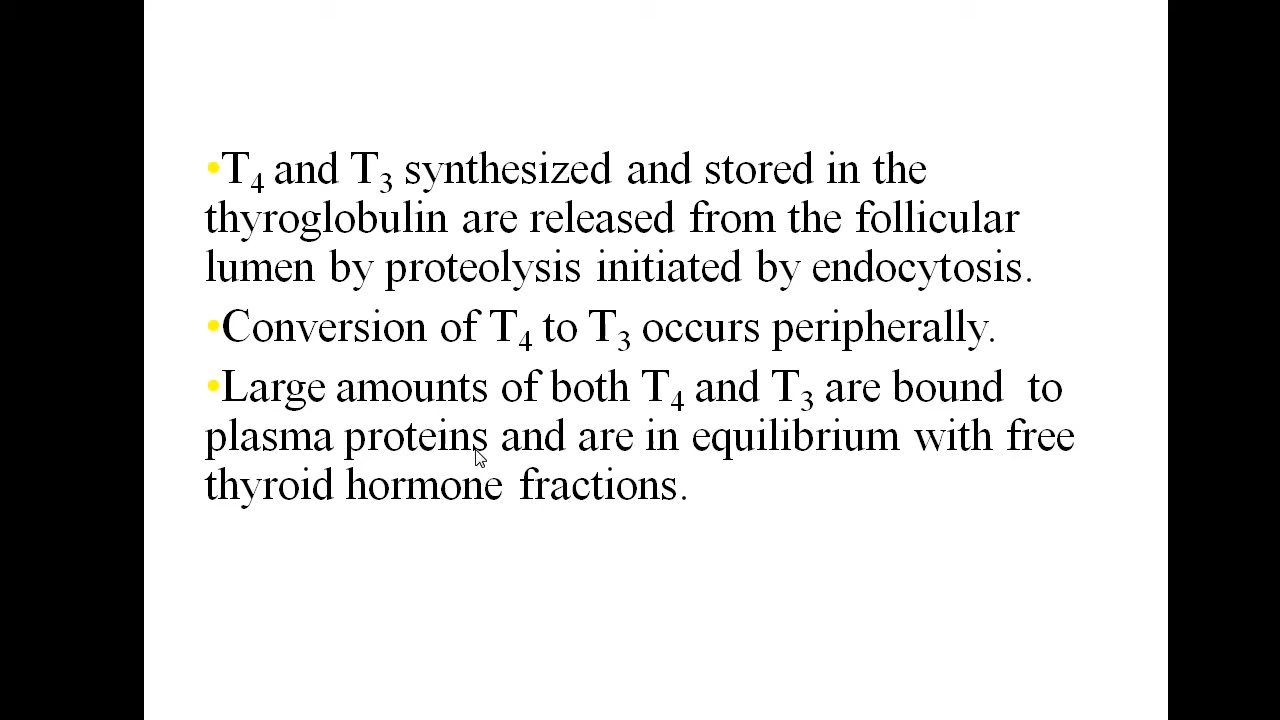 •T4 and T3 synthesized and stored in the
thyroglobulin are released from the follicular
lumen by proteolysis initiated by endocytosis.
•Conversion of T4 to T3 occurs peripherally.
•Large amounts of both T4 and T3 are bound  to
plasma proteins and are in equilibrium with free
thyroid hormone fractions.